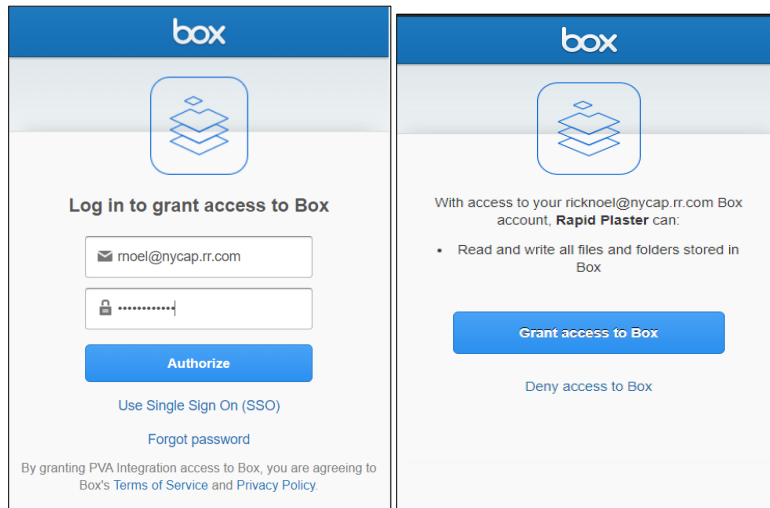 box
Log in to grant access to Box
rnoel@nycap.rr.com
••••••••••••
Authorize
Use Single Sign On (SSO)
Forgot password
By granting PVA Integration access to Box, you are agreeing to
Box's Terms of Service and Privacy Policy.
box
With access to your ricknoel@nycap.rr.com Box
account, Rapid Plaster can:
• Read and write all files and folders stored in
Box
Grant access to Box
Deny access to Box